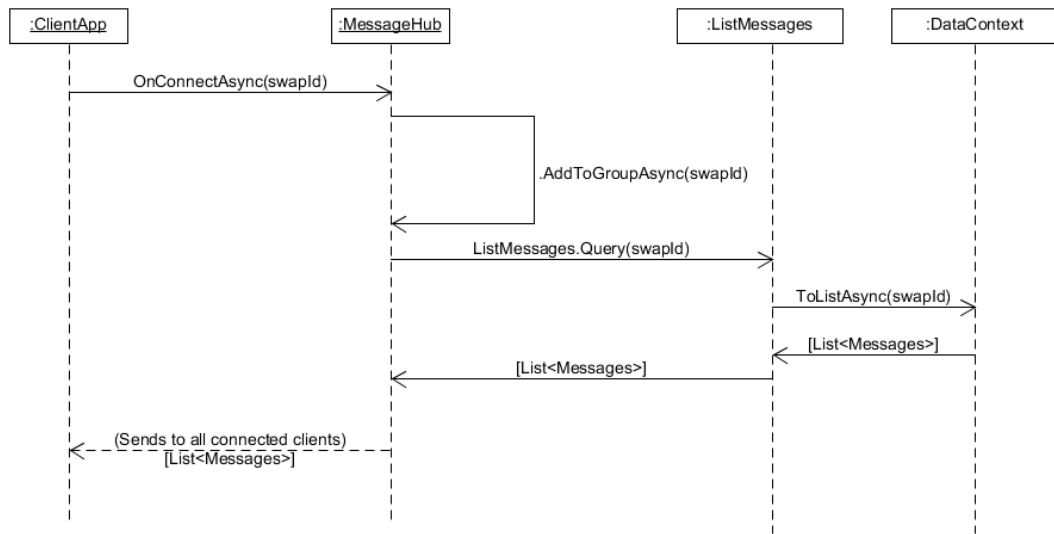 :ClientApp
:MessageHub
:ListMessages
:DataContext
OnConnectAsync(swapId)
.AddToGroupAsync(swapId)
ListMessages.Query(swapId)
ToListAsync(swapId)
[List<Messages>]
[List<Messages>]
(Sends to all connected clients)
[List<Messages>]